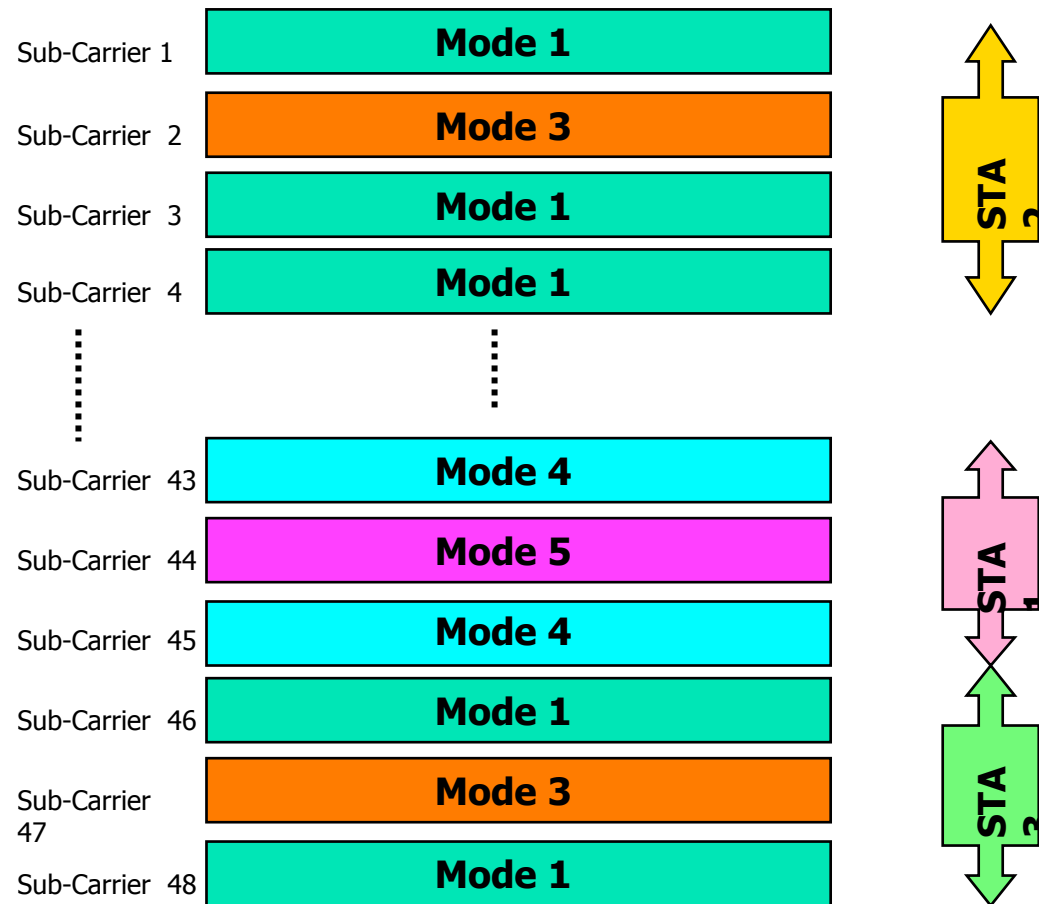 Sub-Carrier 1
Mode 1
Sub-Carrier 2
Mode 3
Sub-Carrier 3
Mode 1
Sub-Carrier 4
Mode 1
STA
Sub-Carrier 43
Mode 4
Sub-Carrier 44
Mode 5
Sub-Carrier 45
Mode 4
STA
Sub-Carrier 46
Mode 1
Sub-Carrier
47
Mode 3
Sub-Carrier 48
Mode 1
STA